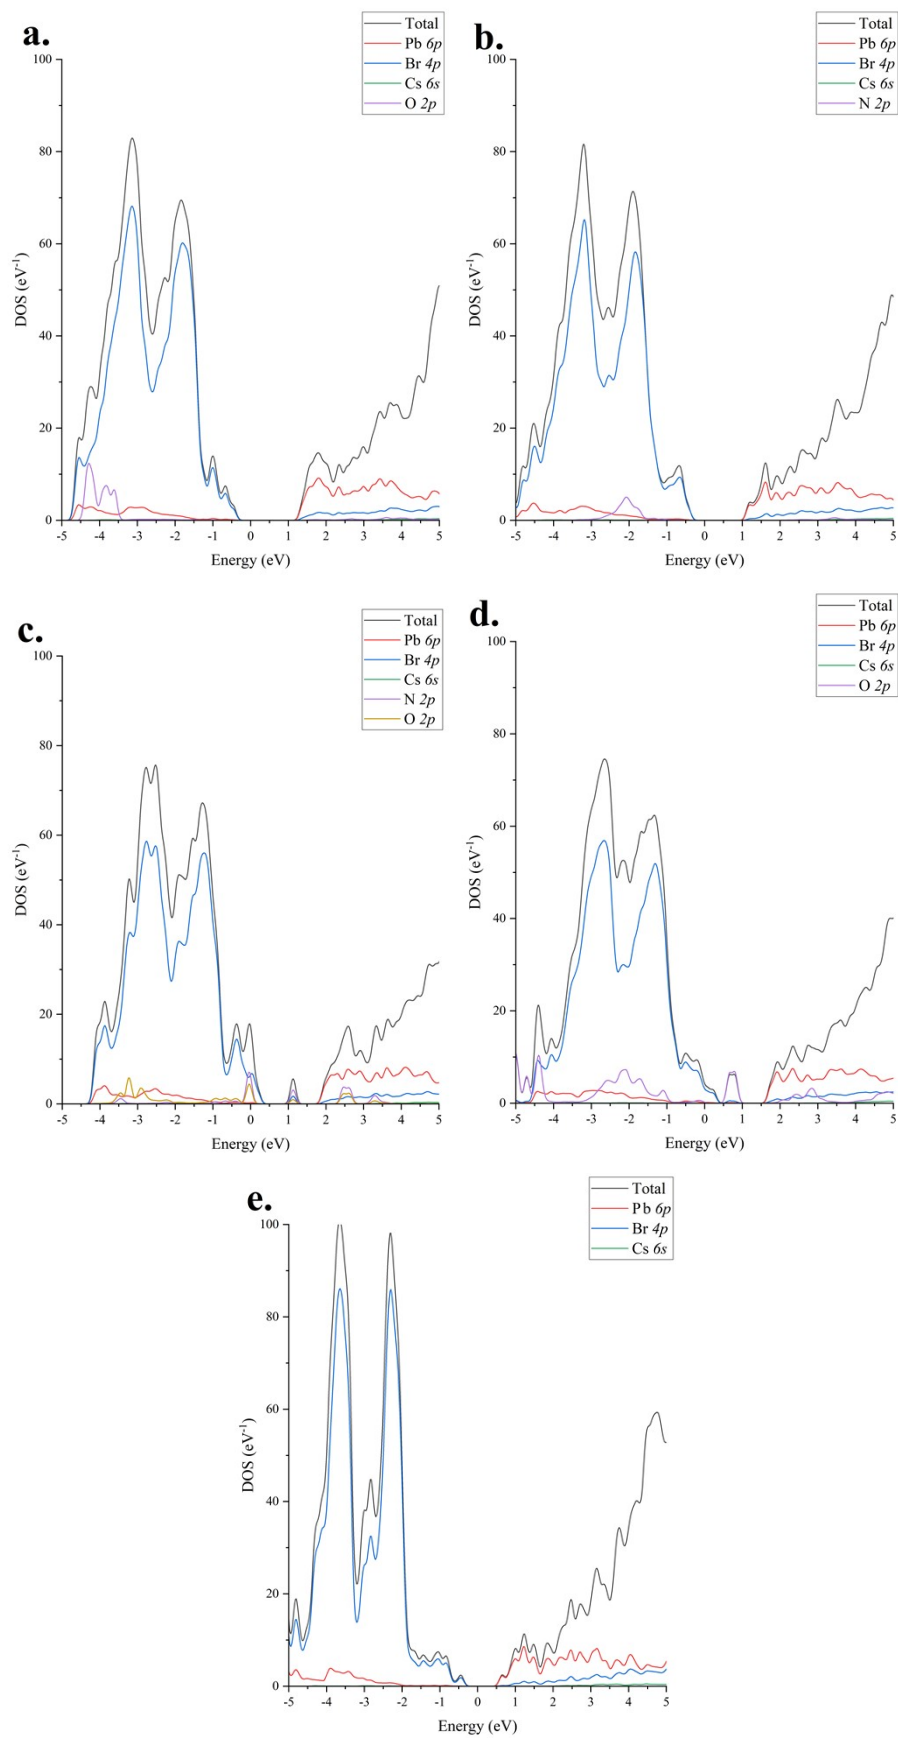 a.
Total
Pb 6p
Br 4p
Cs 6s
O 2p
100
80
60
40
20
0
DOS (eV-1)
-5 -4 -3 -2 -1 0 1 2 3 4 5
Energy (eV)
b.
Total
Pb 6p
Br 4p
Cs 6s
N 2p
100
80
60
40
20
0
DOS (eV-1)
-5 -4 -3 -2 -1 0 1 2 3 4 5
Energy (eV)
c.
Total
Pb 6p
Br 4p
Cs 6s
N 2p
O 2p
100
80
60
40
20
0
DOS (eV-1)
-5 -4 -3 -2 -1 0 1 2 3 4 5
Energy (eV)
d.
Total
Pb 6p
Br 4p
Cs 6s
O 2p
100
80
60
40
20
0
DOS (eV-1)
-5 -4 -3 -2 -1 0 1 2 3 4 5
Energy (eV)
e.
Total
Pb 6p
Br 4p
Cs 6s
100
80
60
40
20
0
DOS (eV-1)
-5 -4 -3 -2 -1 0 1 2 3 4 5
Energy (eV)